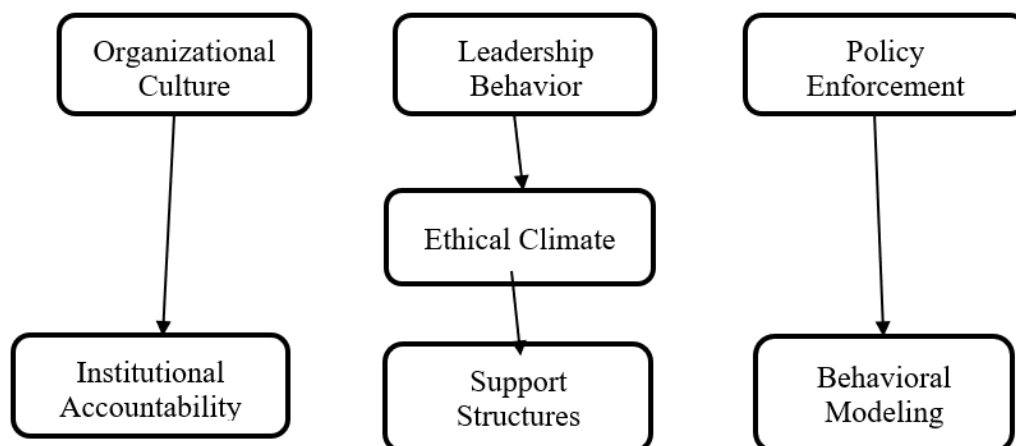 Organizational
Culture
Leadership
Behavior
Policy
Enforcement
Ethical Climate
Institutional
Accountability
Support
Structures
Behavioral
Modeling